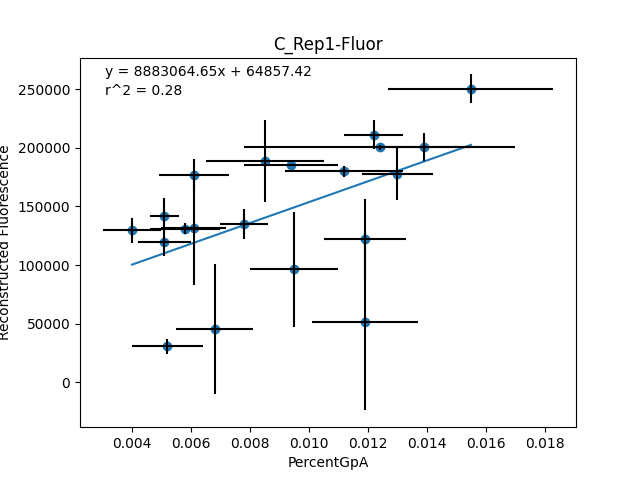 C_Rep1-Fluor
y = 8883064.65x + 64857.42
r^2 = 0.28
250000
200000
150000
100000
50000
0
Reconstructed Fluorescence
0.004 0.006 0.008 0.010 0.012 0.014 0.016 0.018
PercentGpA